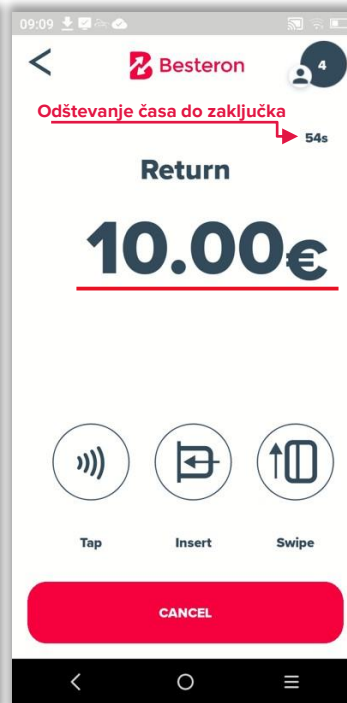 09:09
Besteron
4
Odštevanje časa do zaključka
54s
Return
10.00€
Tap Insert Swipe
CANCEL